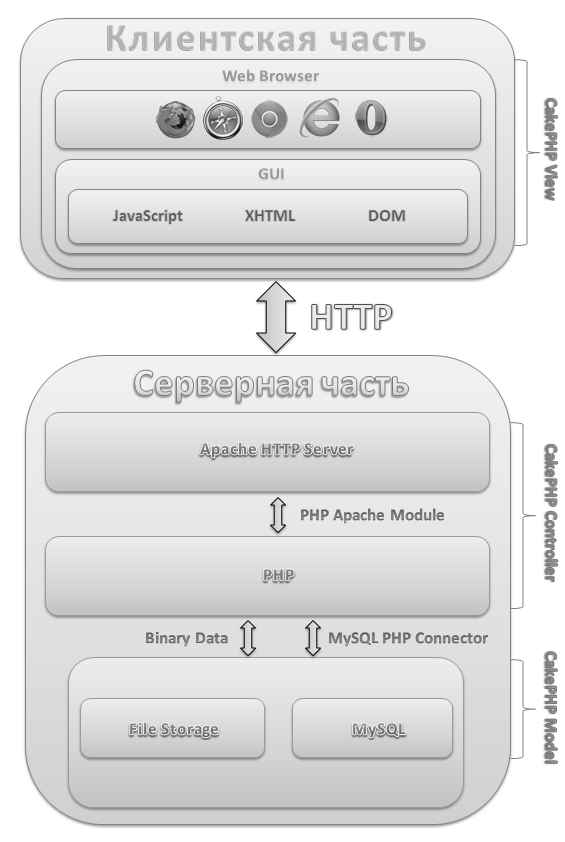 Клиентская часть
Web Browser
GUI
JavaScript XHTML DOM
CakePHP View
HTTP
Серверная часть
Apache HTTP Server
PHP Apache Module
PHP
CakePHP Controller
Binary Data MySQL PHP Connector
File Storage MySQL
CakePHP Model